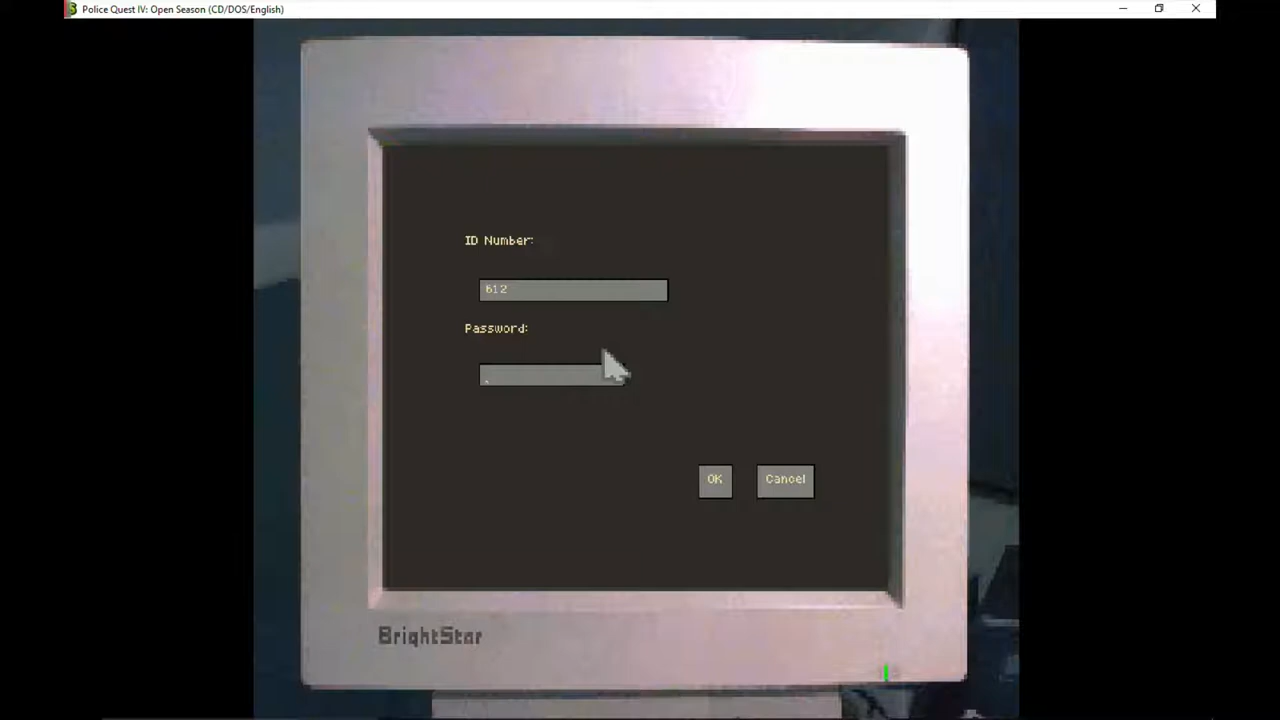 Police Quest IV: Open Season (CD/DOS/English)
ID Number:
612
Password:
OK Cancel
BrightStar